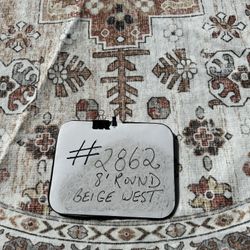 #2862
8' ROUND
BEIGE WEST